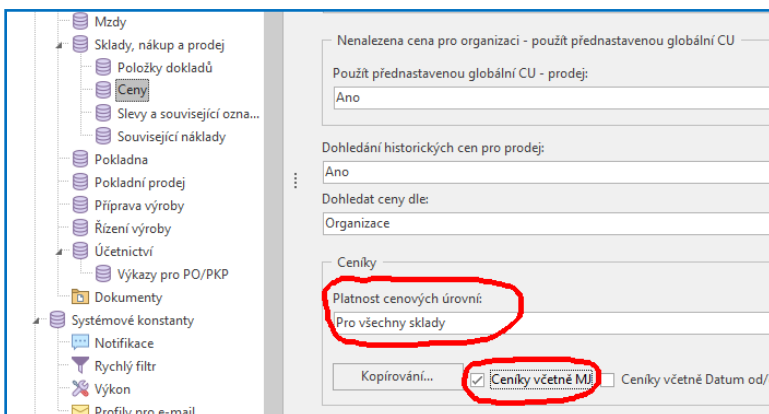 Mzdy
Sklady, nákup a prodej
Položky dokladů
Ceny
Slevy a související ozna...
Související náklady
Pokladna
Pokladní prodej
Příprava výroby
Řízení výroby
Účetnictví
Výkazy pro PO/PKP
Dokumenty
Systémové konstanty
Notifikace
Rychlý filtr
Výkon
Profily pro e-mail
Nenalezena cena pro organizaci - použít přednastavenou globální CU
Použít přednastavenou globální CU - prodej:
Ano
Dohledání historických cen pro prodej:
Ano
Dohledat ceny dle:
Organizace
Ceníky
Platnost cenových úrovní:
Pro všechny sklady
Kopírování... Ceníky včetně MJ Ceníky včetně Datum od/